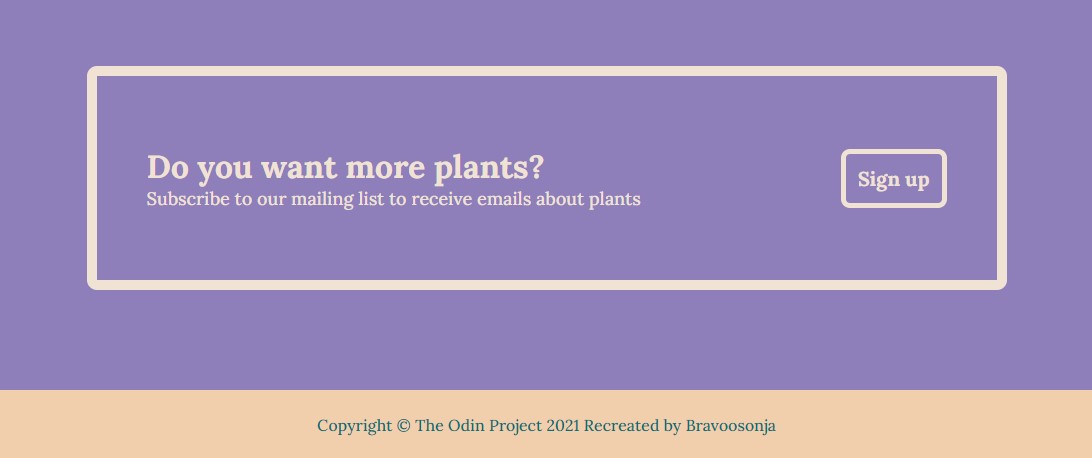 Do you want more plants?
Subscribe to our mailing list to receive emails about plants
Sign up
Copyright © The Odin Project 2021 Recreated by Bravoosonja